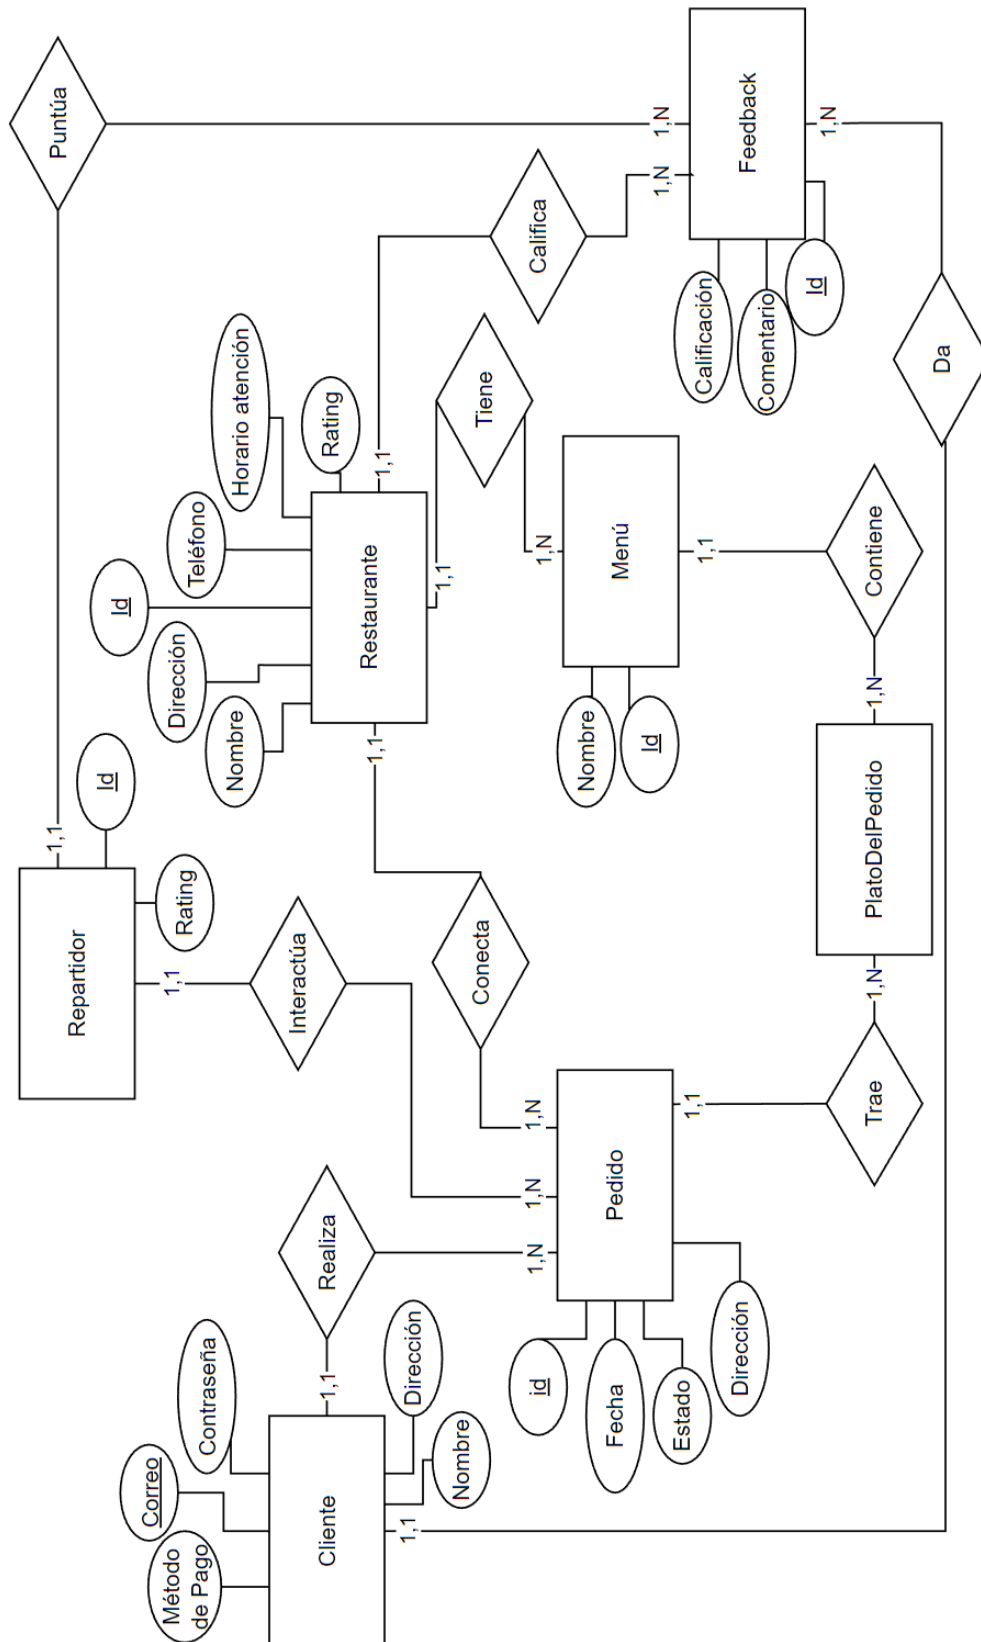 Repartidor
1,1
Puntúa
Id
Id
Método
de Pago
Correo
Contraseña
1,1
Rating
Dirección
Nombre
Teléfono
Horario atención
Rating
Cliente
1,1
Realiza
Interactúa
Dirección
Nombre
1,1
1,1
Restaurante
1,1
1,1
Conecta
Tiene
Califica
1,N
1,N
1,N
1,N
1,N
1,N
id
Fecha
Estado
Dirección
Pedido
1,1
Nombre
Id
Menú
1,1
Calificación
Comentario
Id
Feedback
1,N
Trae
1,N
PlatoDelPedido
1,N
Contiene
Da